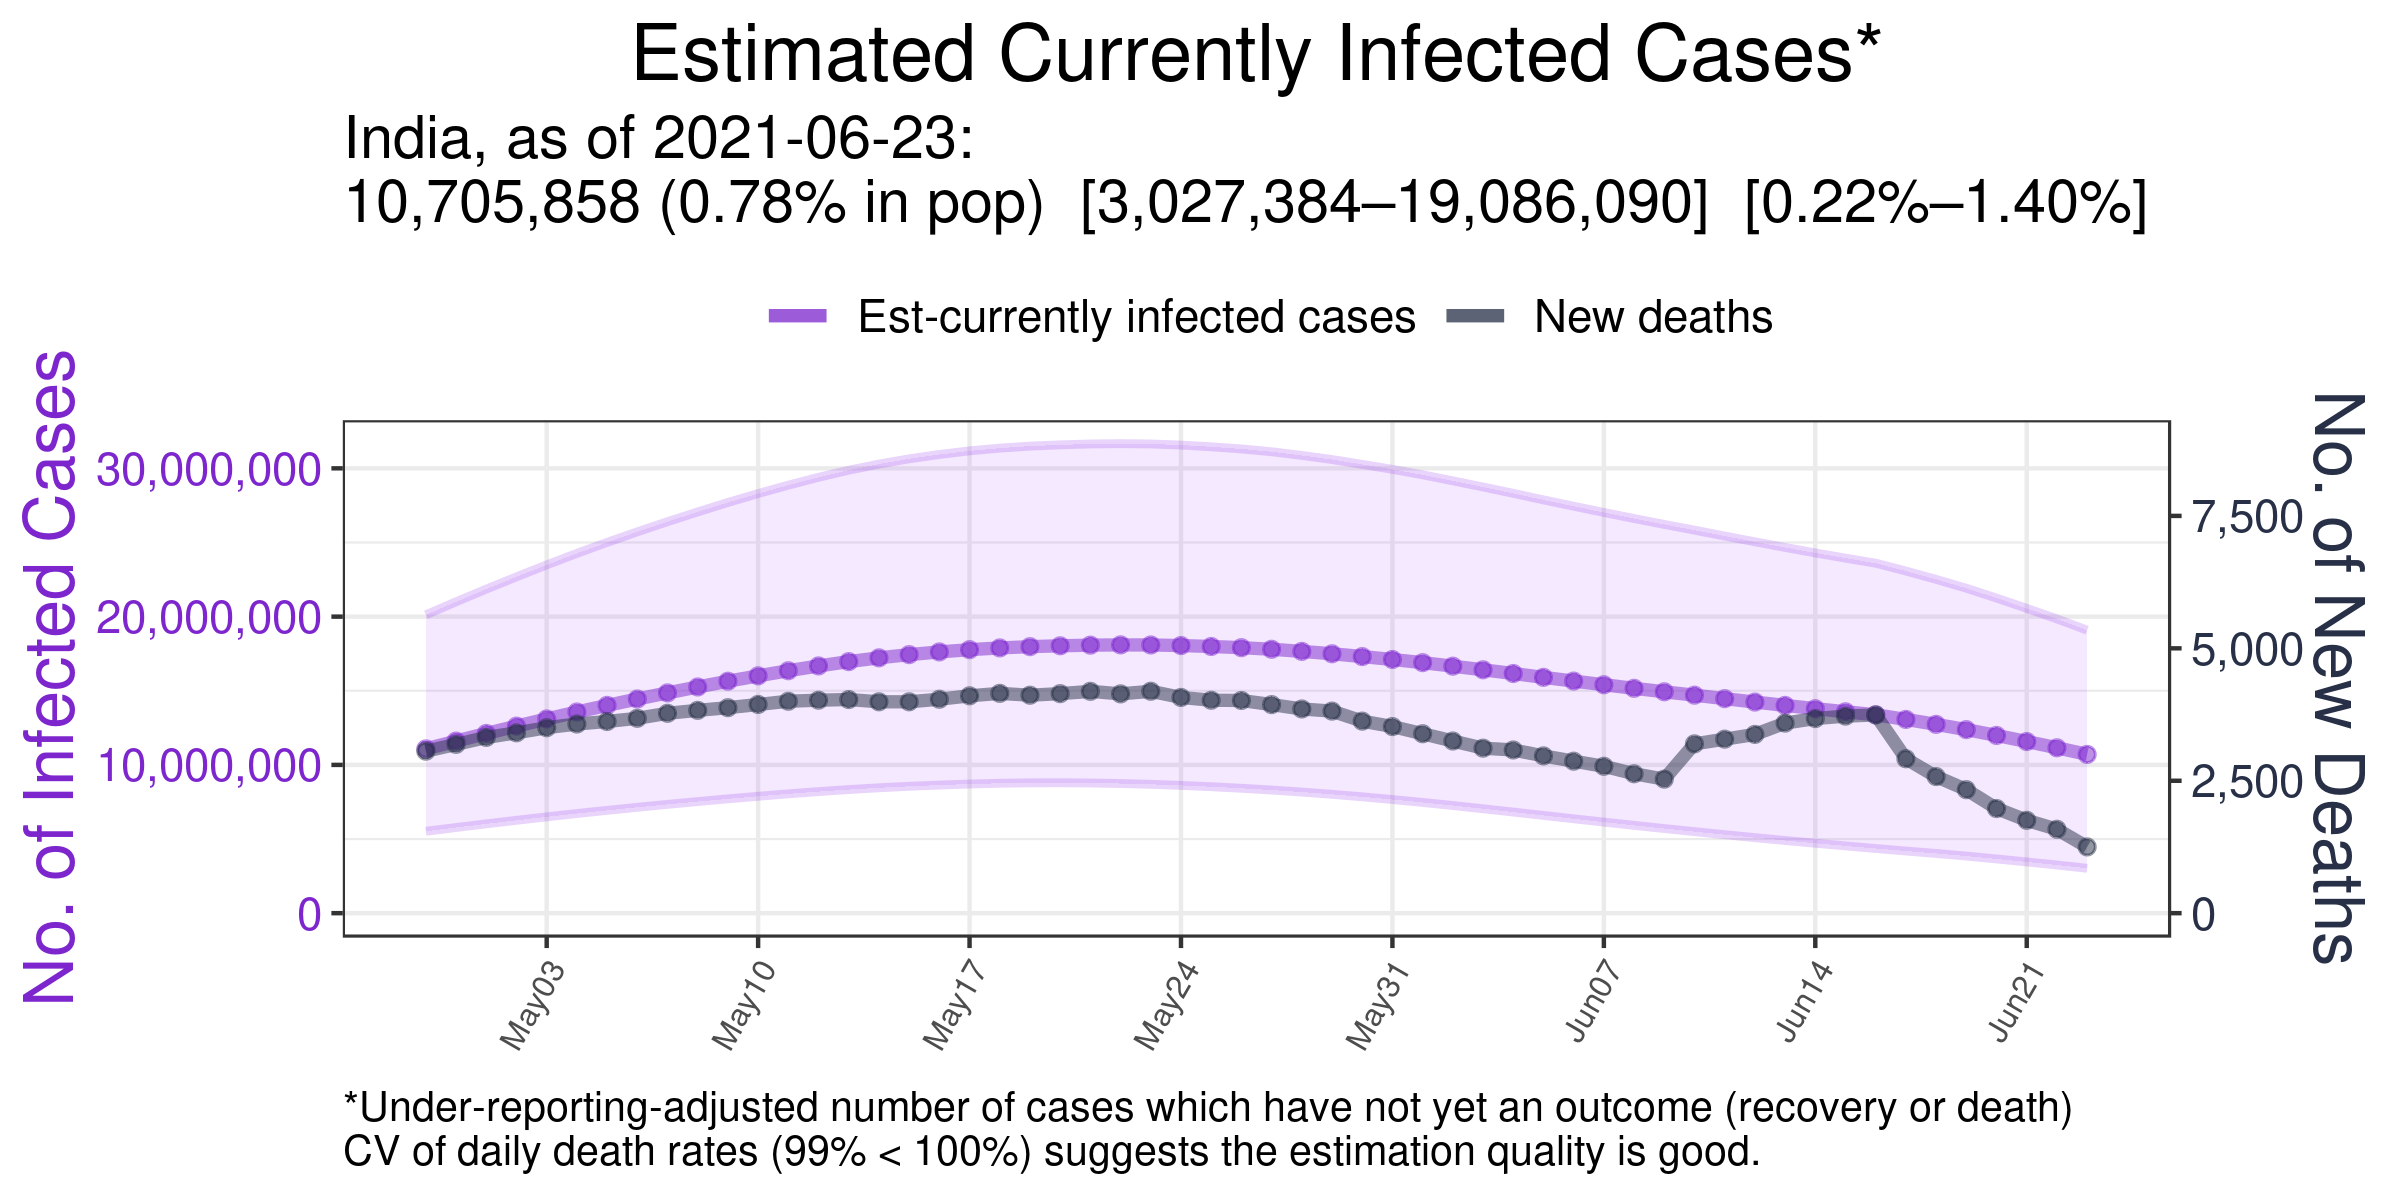 Estimated Currently Infected Cases*
India, as of 2021-06-23:
10,705,858 (0.78% in pop)  [3,027,384–19,086,090]  [0.22%–1.40%]
Est-currently infected cases
New deaths
No. of Infected Cases
30,000,000
20,000,000
10,000,000
0
7,500
5,000
2,500
0
No. of New Deaths
May03
May10
May17
May24
May31
Jun07
Jun14
Jun21
*Under-reporting-adjusted number of cases which have not yet an outcome (recovery or death)
CV of daily death rates (99% < 100%) suggests the estimation quality is good.